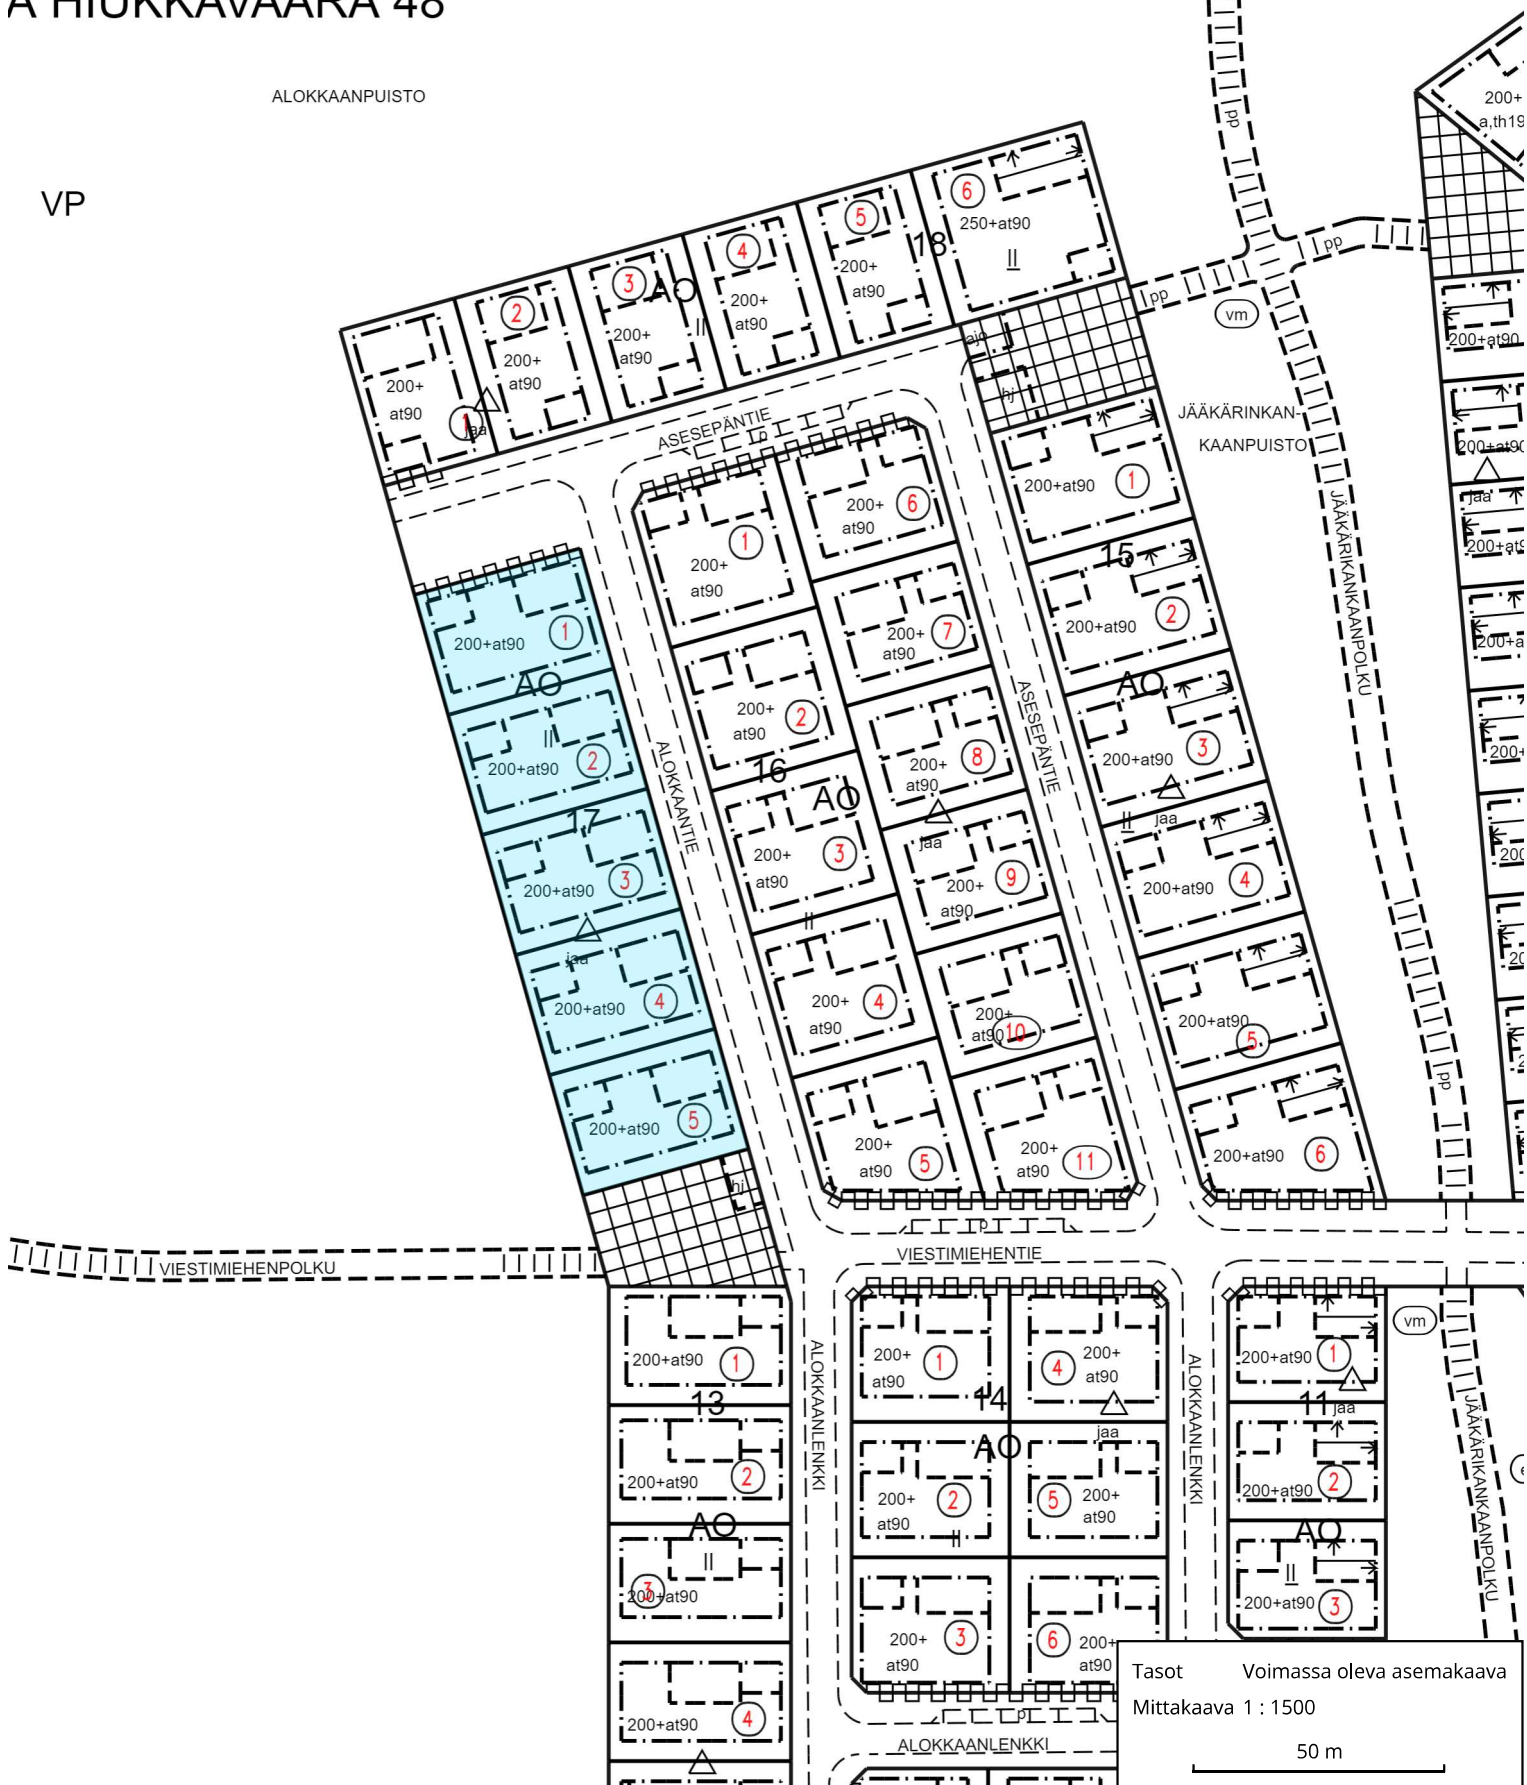 A HIUKKAVAARA 48
ALOKKAANPUISTO
VP
pp
200+
a,th19
6
250+at90
II
18
5
200+
at90
4
200+
at90
AO
3
II
200+
at90
2
200+
at90
200+
at90
1
jaa
pp
pp
vm
ajo
hj
ASESEPÄNTIE
p
JÄÄKÄRINKAN-
KAANPUISTO
JÄÄKÄRINKANKAANPOLKU
200+at90
200+at90
jaa
1
200+at90
15
2
200+at90
AO
3
200+at90
II
jaa
4
200+at90
5
200+at90
6
200+at90
ASESEPÄNTIE
6
200+
at90
1
200+
at90
7
200+
at90
2
200+
at90
16
AO
8
200+
at90
jaa
3
200+
at90
9
200+
at90
II
4
200+
at90
10
200+
at90
5
200+
at90
11
200+
at90
ALOKKAANTIE
1
200+at90
AO
II
2
200+at90
17
3
200+at90
jaa
4
200+at90
5
200+at90
hj
pp
p
VIESTIMIEHENTIE
VIESTIMIEHENPOLKU
1
200+at90
13
2
200+at90
AO
II
3
200+at90
4
200+at90
ALOKKAANLENKKI
1
200+
at90
4
200+
at90
14
jaa
AO
2
200+
at90
5
200+
at90
II
3
200+
at90
6
200+
at90
p
ALOKKAANLENKKI
ALOKKAANLENKKI
1
200+at90
11
jaa
2
200+at90
AO
II
3
200+at90
vm
JÄÄKÄRIKANKAANPOLKU
Tasot Voimassa oleva asemakaava
Mittakaava 1 : 1500
50 m